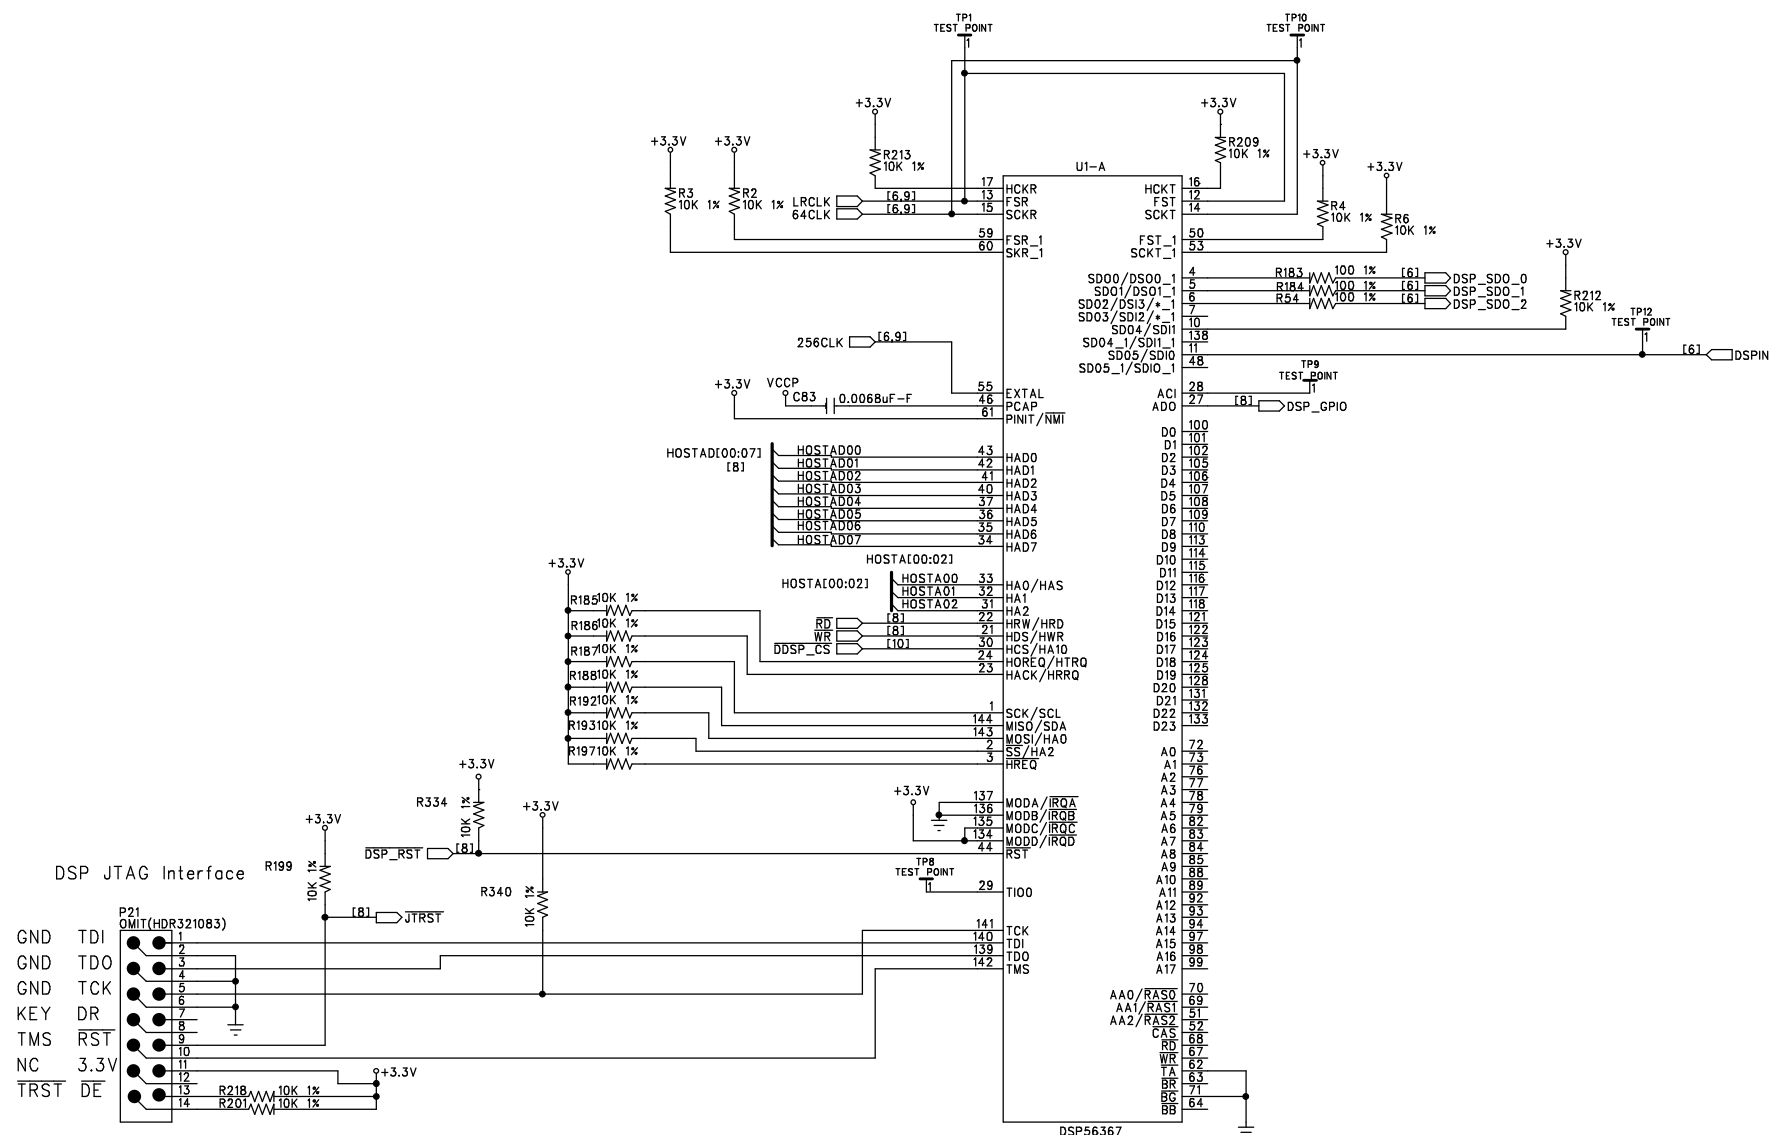 TP1
TEST POINT
1
TP10
TEST POINT
1
+3.3V
R213
10K 1%
+3.3V
R209
10K 1%
+3.3V
R3
10K 1%
+3.3V
R2
10K 1%
+3.3V
R4
10K 1%
+3.3V
R6
10K 1%
U1-A
LRCLK [6,9]
64CLK [6,9]
17 HCKR
13 FSR
15 SCKR
59 FSR_1
60 SKR_1
HCKT 16
FST 12
SCKT 14
FST_1 50
SCKT_1 53
+3.3V
R212
10K 1%
SDO0/DSO0_1 4 R183 100 1% [6] DSP_SDO_0
SDO1/DSO1_1 5 R184 100 1% [6] DSP_SDO_1
SDO2/DSI3/*_1 6 R54 100 1% [6] DSP_SDO_2
SDO3/SDI2/*_1 7
SDO4/SDI1 10
SDO4_1/SDI1_1 138
SDO5/SDI0 11
SDO5_1/SDI0_1 48
TP12
TEST POINT
1
[6] DSPIN
256CLK [6,9]
TP9
TEST POINT
1
+3.3V
VCCP
C83 0.0068uF-F
55 EXTAL
46 PCAP
61 PINIT/NMI
ACI 28
ADO 27 [8] DSP_GPIO
HOSTAD[00:07]
[8]
HOSTAD00 43 HAD0
HOSTAD01 42 HAD1
HOSTAD02 41 HAD2
HOSTAD03 40 HAD3
HOSTAD04 37 HAD4
HOSTAD05 36 HAD5
HOSTAD06 35 HAD6
HOSTAD07 34 HAD7
HOSTA[00:02]
HOSTA[00:02]
HOSTA00 33 HA0/HAS
HOSTA01 32 HA1
HOSTA02 31 HA2
RD [8] 22 HRW/HRD
WR [8] 21 HDS/HWR
DDSP_CS [10] 30 HCS/HA10
24 HOREQ/HTRQ
23 HACK/HRRQ
+3.3V
R185 10K 1%
R186 10K 1%
R187 10K 1%
R188 10K 1%
R192 10K 1%
R193 10K 1%
R197 10K 1%
1 SCK/SCL
144 MISO/SDA
143 MOSI/HA0
2 SS/HA2
3 HREQ
D0 100
D1 101
D2 102
D3 105
D4 106
D5 107
D6 108
D7 109
D8 110
D9 113
D10 114
D11 115
D12 116
D13 117
D14 118
D15 121
D16 122
D17 123
D18 124
D19 125
D20 128
D21 131
D22 132
D23 133
A0 72
A1 73
A2 76
A3 77
A4 78
A5 79
A6 82
A7 83
A8 84
A9 85
A10 88
A11 89
A12 92
A13 93
A14 94
A15 97
A16 98
A17 99
+3.3V
R334
10K 1%
+3.3V
137 MODA/IRQA
136 MODB/IRQB
135 MODC/IRQC
134 MODD/IRQD
DSP_RST [8] 44 RST
+3.3V
R340
10K 1%
+3.3V
R199
10K 1%
[8] JTRST
TP8
TEST POINT
1
29 TIO0
141 TCK
140 TDI
139 TDO
142 TMS
DSP JTAG Interface
P21
OMIT(HDR321083)
GND TDI
GND TDO
GND TCK
KEY DR
TMS RST
NC 3.3V
TRST DE
1
2
3
4
5
6
7
8
9
10
11
12
13
14
+3.3V
R218 10K 1%
R201 10K 1%
AA0/RAS0 70
AA1/RAS1 69
AA2/RAS2 51
CAS 52
RD 68
WR 67
TA 62
BR 63
BG 71
BB 64
DSP56367